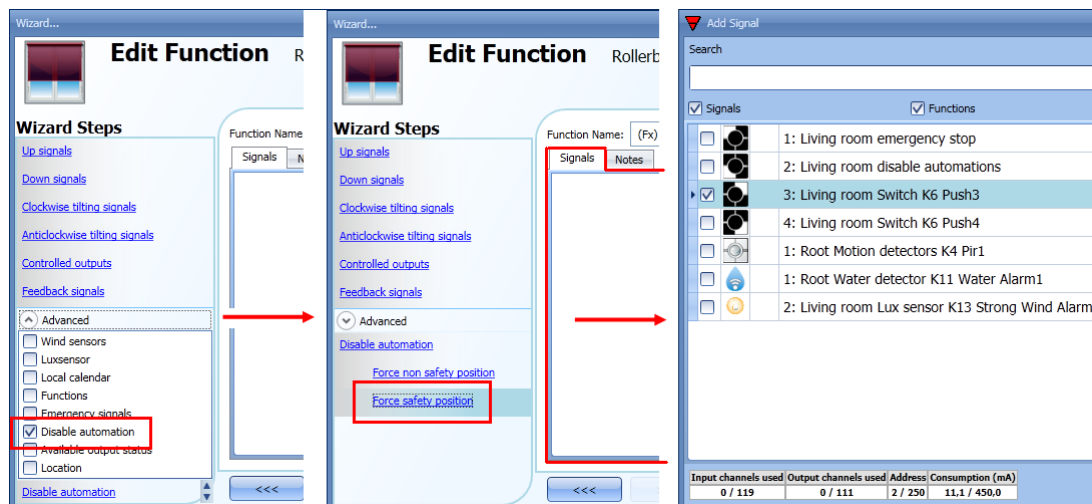 Wizard...
Edit Function R
Wizard Steps
Up signals
Down signals
Clockwise tilting signals
Anticlockwise tilting signals
Controlled outputs
Feedback signals
Advanced
Wind sensors
Luxsensor
Local calendar
Functions
Emergency signals
Disable automation
Available output status
Location
Disable automation
Function Name
Signals N
<<<
Wizard...
Edit Function Rollerb
Wizard Steps
Up signals
Down signals
Clockwise tilting signals
Anticlockwise tilting signals
Controlled outputs
Feedback signals
Advanced
Disable automation
Force non safety position
Force safety position
Function Name: (Fx)
Signals Notes
<<<
Add Signal
Search
Signals Functions
1: Living room emergency stop
2: Living room disable automations
3: Living room Switch K6 Push3
4: Living room Switch K6 Push4
1: Root Motion detectors K4 Pir1
1: Root Water detector K11 Water Alarm1
2: Living room Lux sensor K13 Strong Wind Alarm
Input channels used Output channels used Address Consumption (mA)
0 / 119 0 / 111 2 / 250 11,1 / 450,0